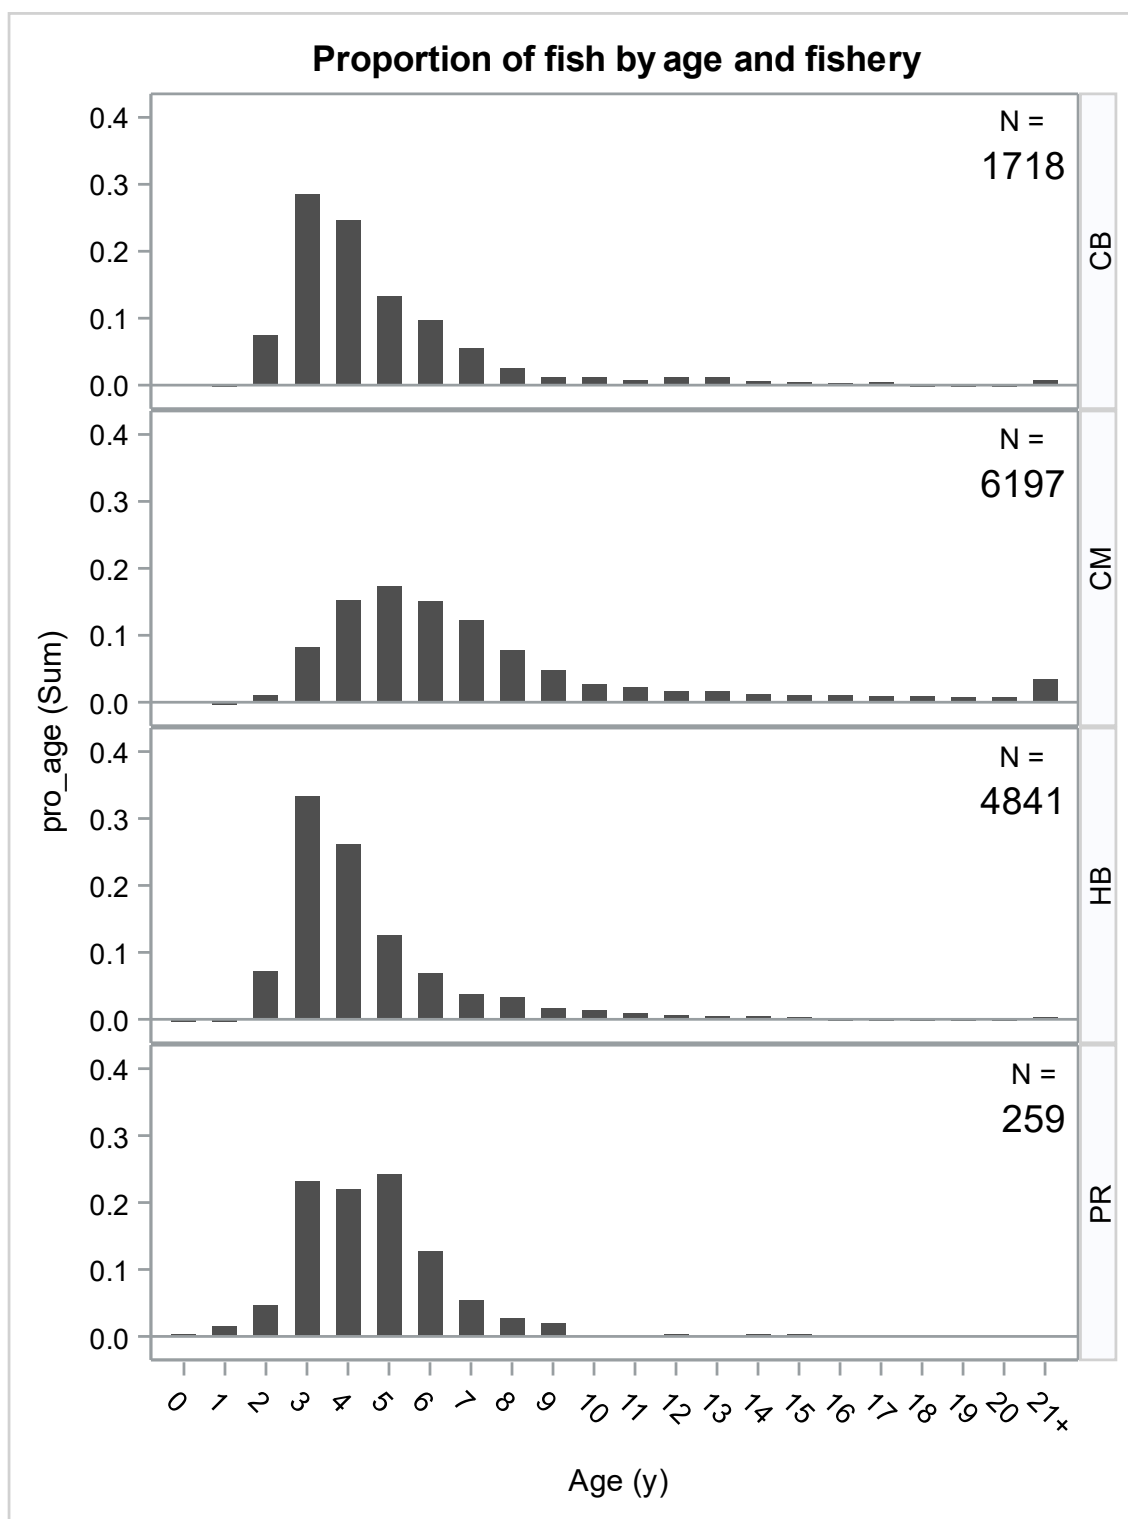 Proportion of fish by age and fishery
pro_age (Sum)
0.4
0.3
0.2
0.1
0.0
N =
1718
CB
0.4
0.3
0.2
0.1
0.0
N =
6197
CM
0.4
0.3
0.2
0.1
0.0
N =
4841
HB
0.4
0.3
0.2
0.1
0.0
N =
259
PR
0 1 2 3 4 5 6 7 8 9 10 11 12 13 14 15 16 17 18 19 20 21+
Age (y)